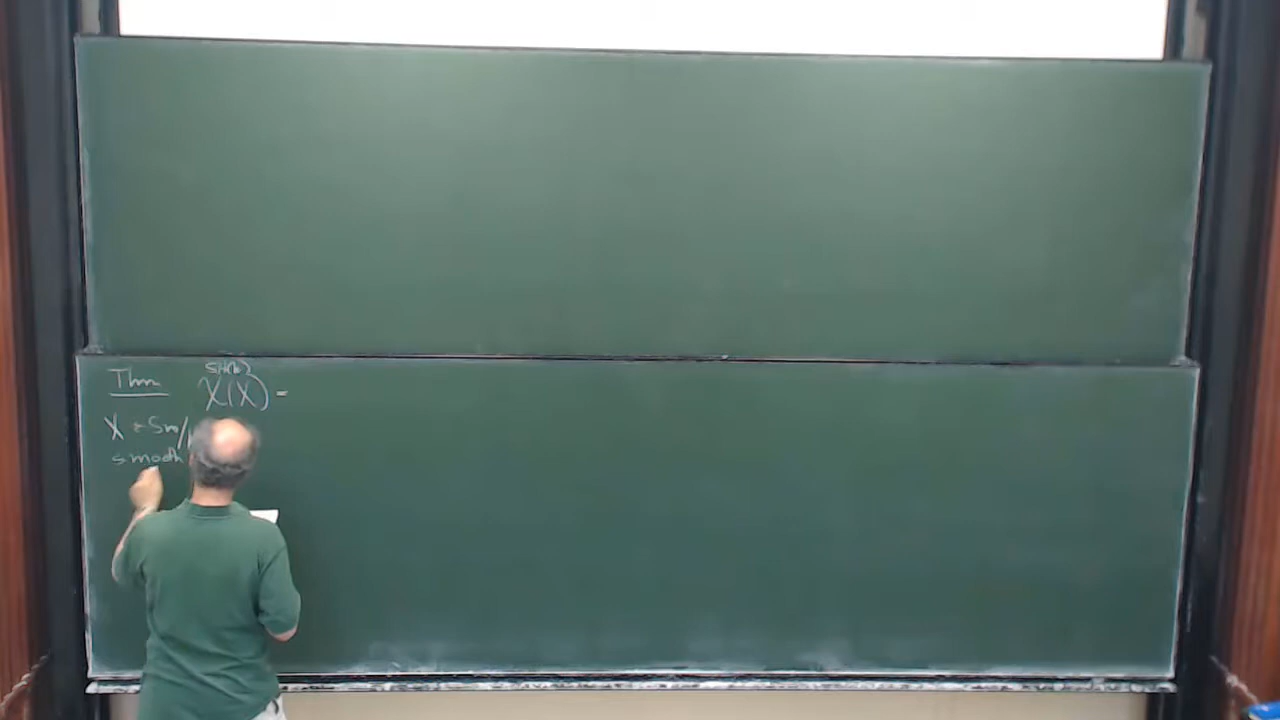 Thm SH(k)
χ(X) =
X ∈ Sm/
smooth